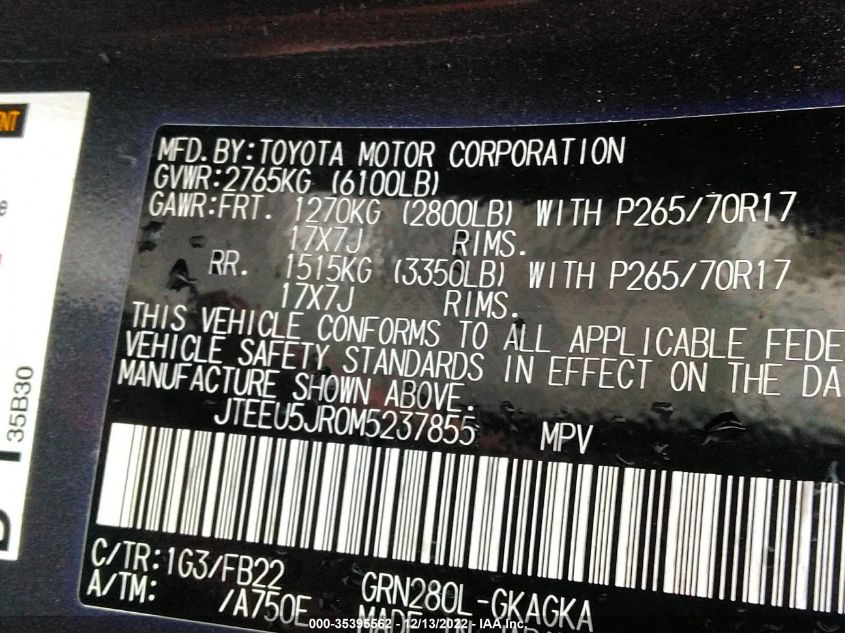 MFD.BY:TOYOTA MOTOR CORPORATION
GVWR:2765KG (6100LB)
GAWR:FRT. 1270KG (2800LB) WITH P265/70R17
17X7J RIMS.
RR. 1515KG (3350LB) WITH P265/70R17
17X7J RIMS.
THIS VEHICLE CONFORMS TO ALL APPLICABLE FEDE
VEHICLE SAFETY STANDARDS IN EFFECT ON THE DA
MANUFACTURE SHOWN ABOVE.
JTEEU5JR0M5237855 MPV
C/TR:1G3/FB22
A/TM: /A750E GRN280L-GKAGKA
MADE IN
35B30
NT
e
000-35395562 - 12/13/2022 - IAA Inc.